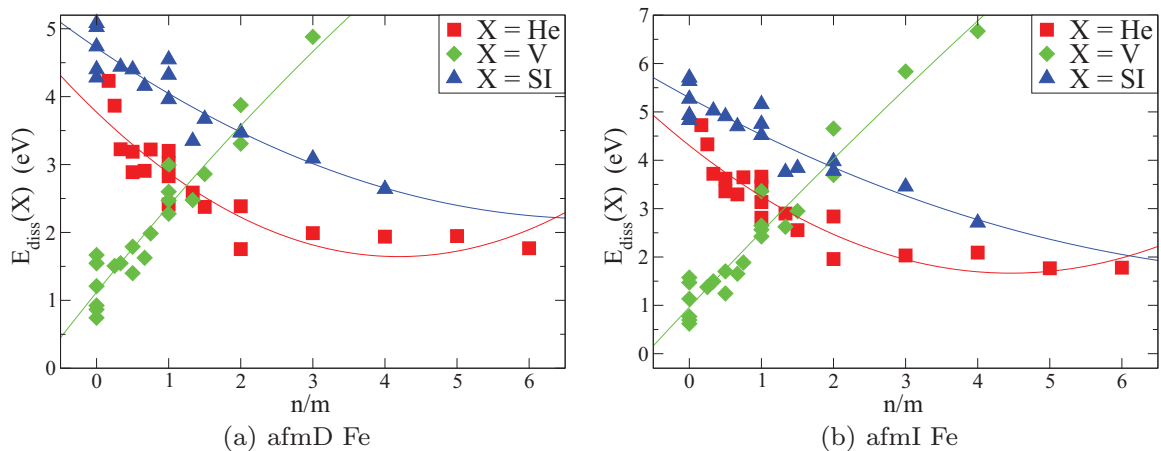 5
4
3
2
1
0
E_diss(X) (eV)
X = He
X = V
X = SI
0 1 2 3 4 5 6
n/m
(a) afmD Fe
7
6
5
4
3
2
1
0
E_diss(X) (eV)
X = He
X = V
X = SI
0 1 2 3 4 5 6
n/m
(b) afmI Fe